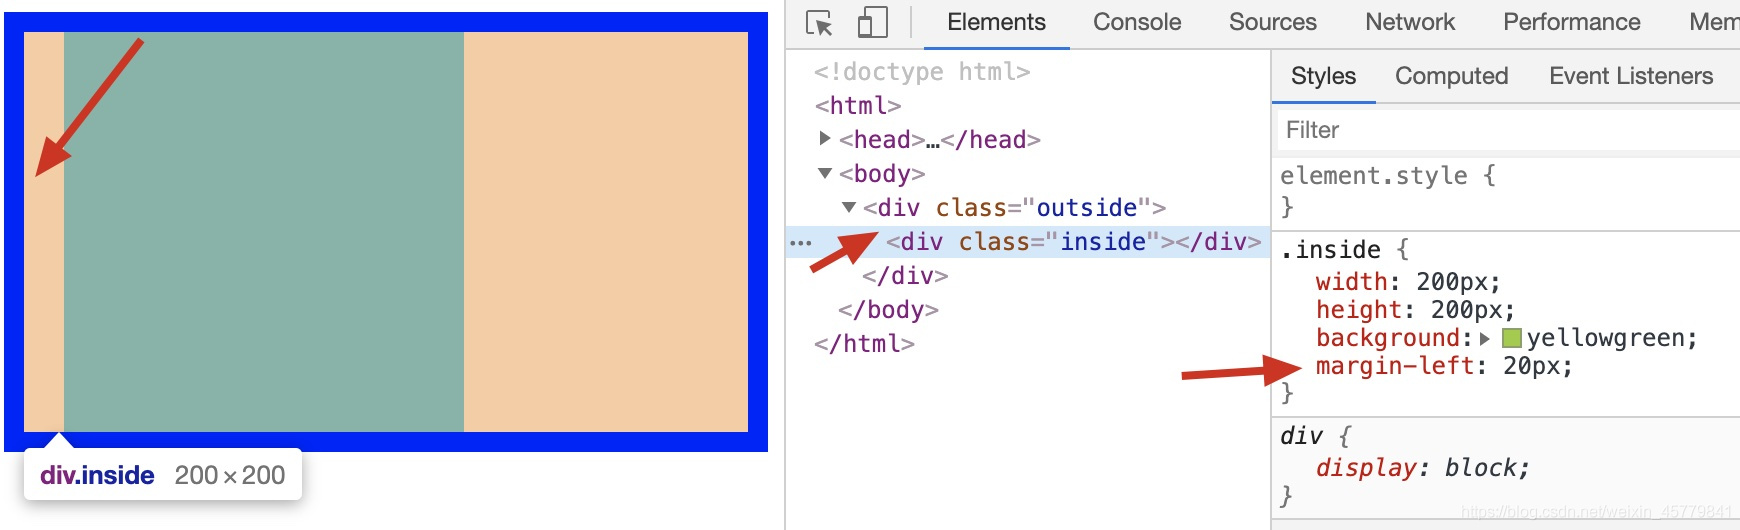 Elements Console Sources Network Performance Mem
<!doctype html>
<html>
<head>…</head>
<body>
<div class="outside">
… <div class="inside"></div>
</div>
</body>
</html>
Styles Computed Event Listeners
Filter
element.style {
}
.inside {
width: 200px;
height: 200px;
background: yellowgreen;
margin-left: 20px;
}
div {
display: block;
}
div.inside 200 × 200
https://blog.csdn.net/weixin_45779841